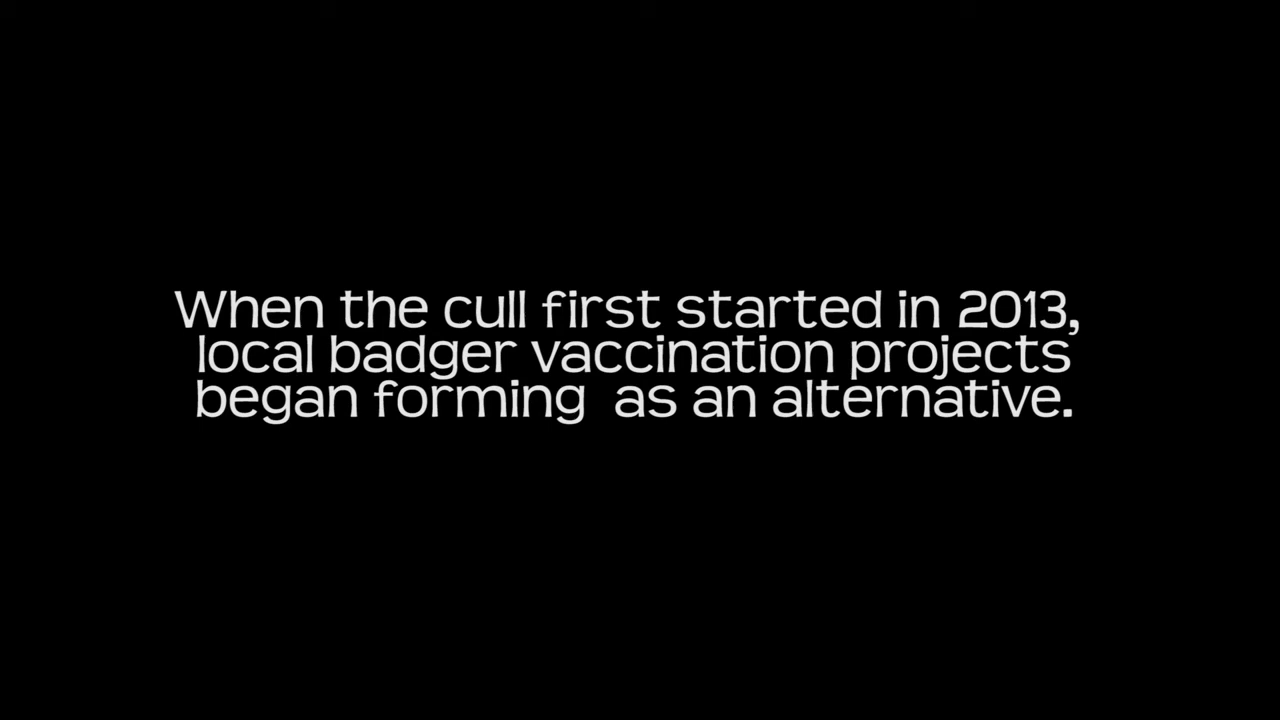 When the cull first started in 2013,
local badger vaccination projects
began forming  as an alternative.